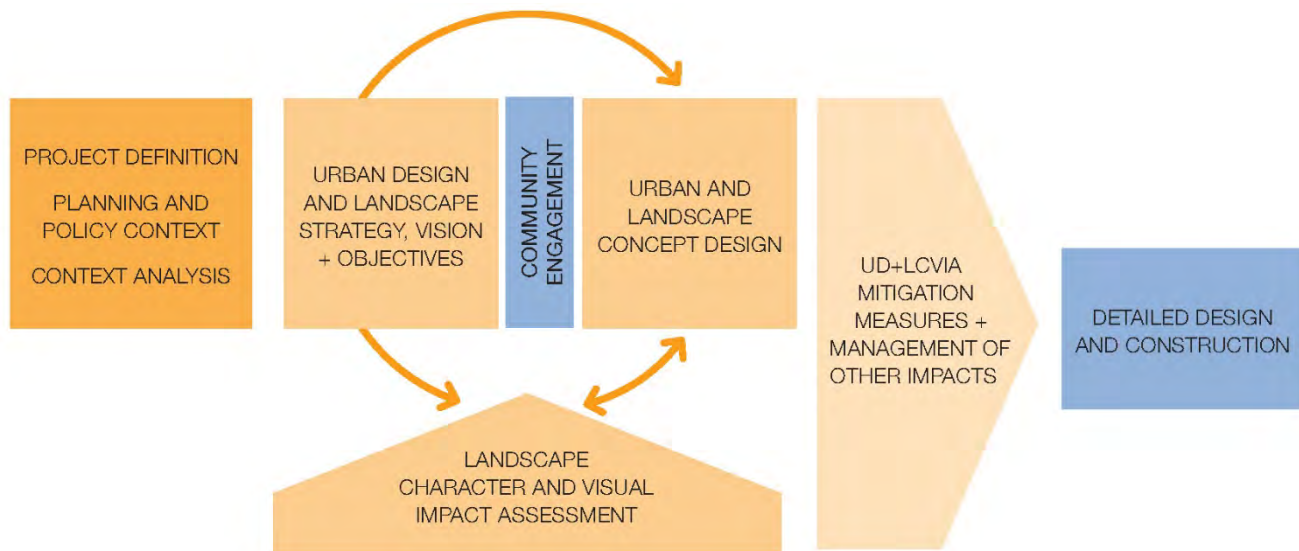 PROJECT DEFINITION
PLANNING AND
POLICY CONTEXT
CONTEXT ANALYSIS
URBAN DESIGN
AND LANDSCAPE
STRATEGY, VISION
+ OBJECTIVES
COMMUNITY
ENGAGEMENT
URBAN AND
LANDSCAPE
CONCEPT DESIGN
LANDSCAPE
CHARACTER AND VISUAL
IMPACT ASSESSMENT
UD+LCVIA
MITIGATION
MEASURES +
MANAGEMENT OF
OTHER IMPACTS
DETAILED DESIGN
AND CONSTRUCTION